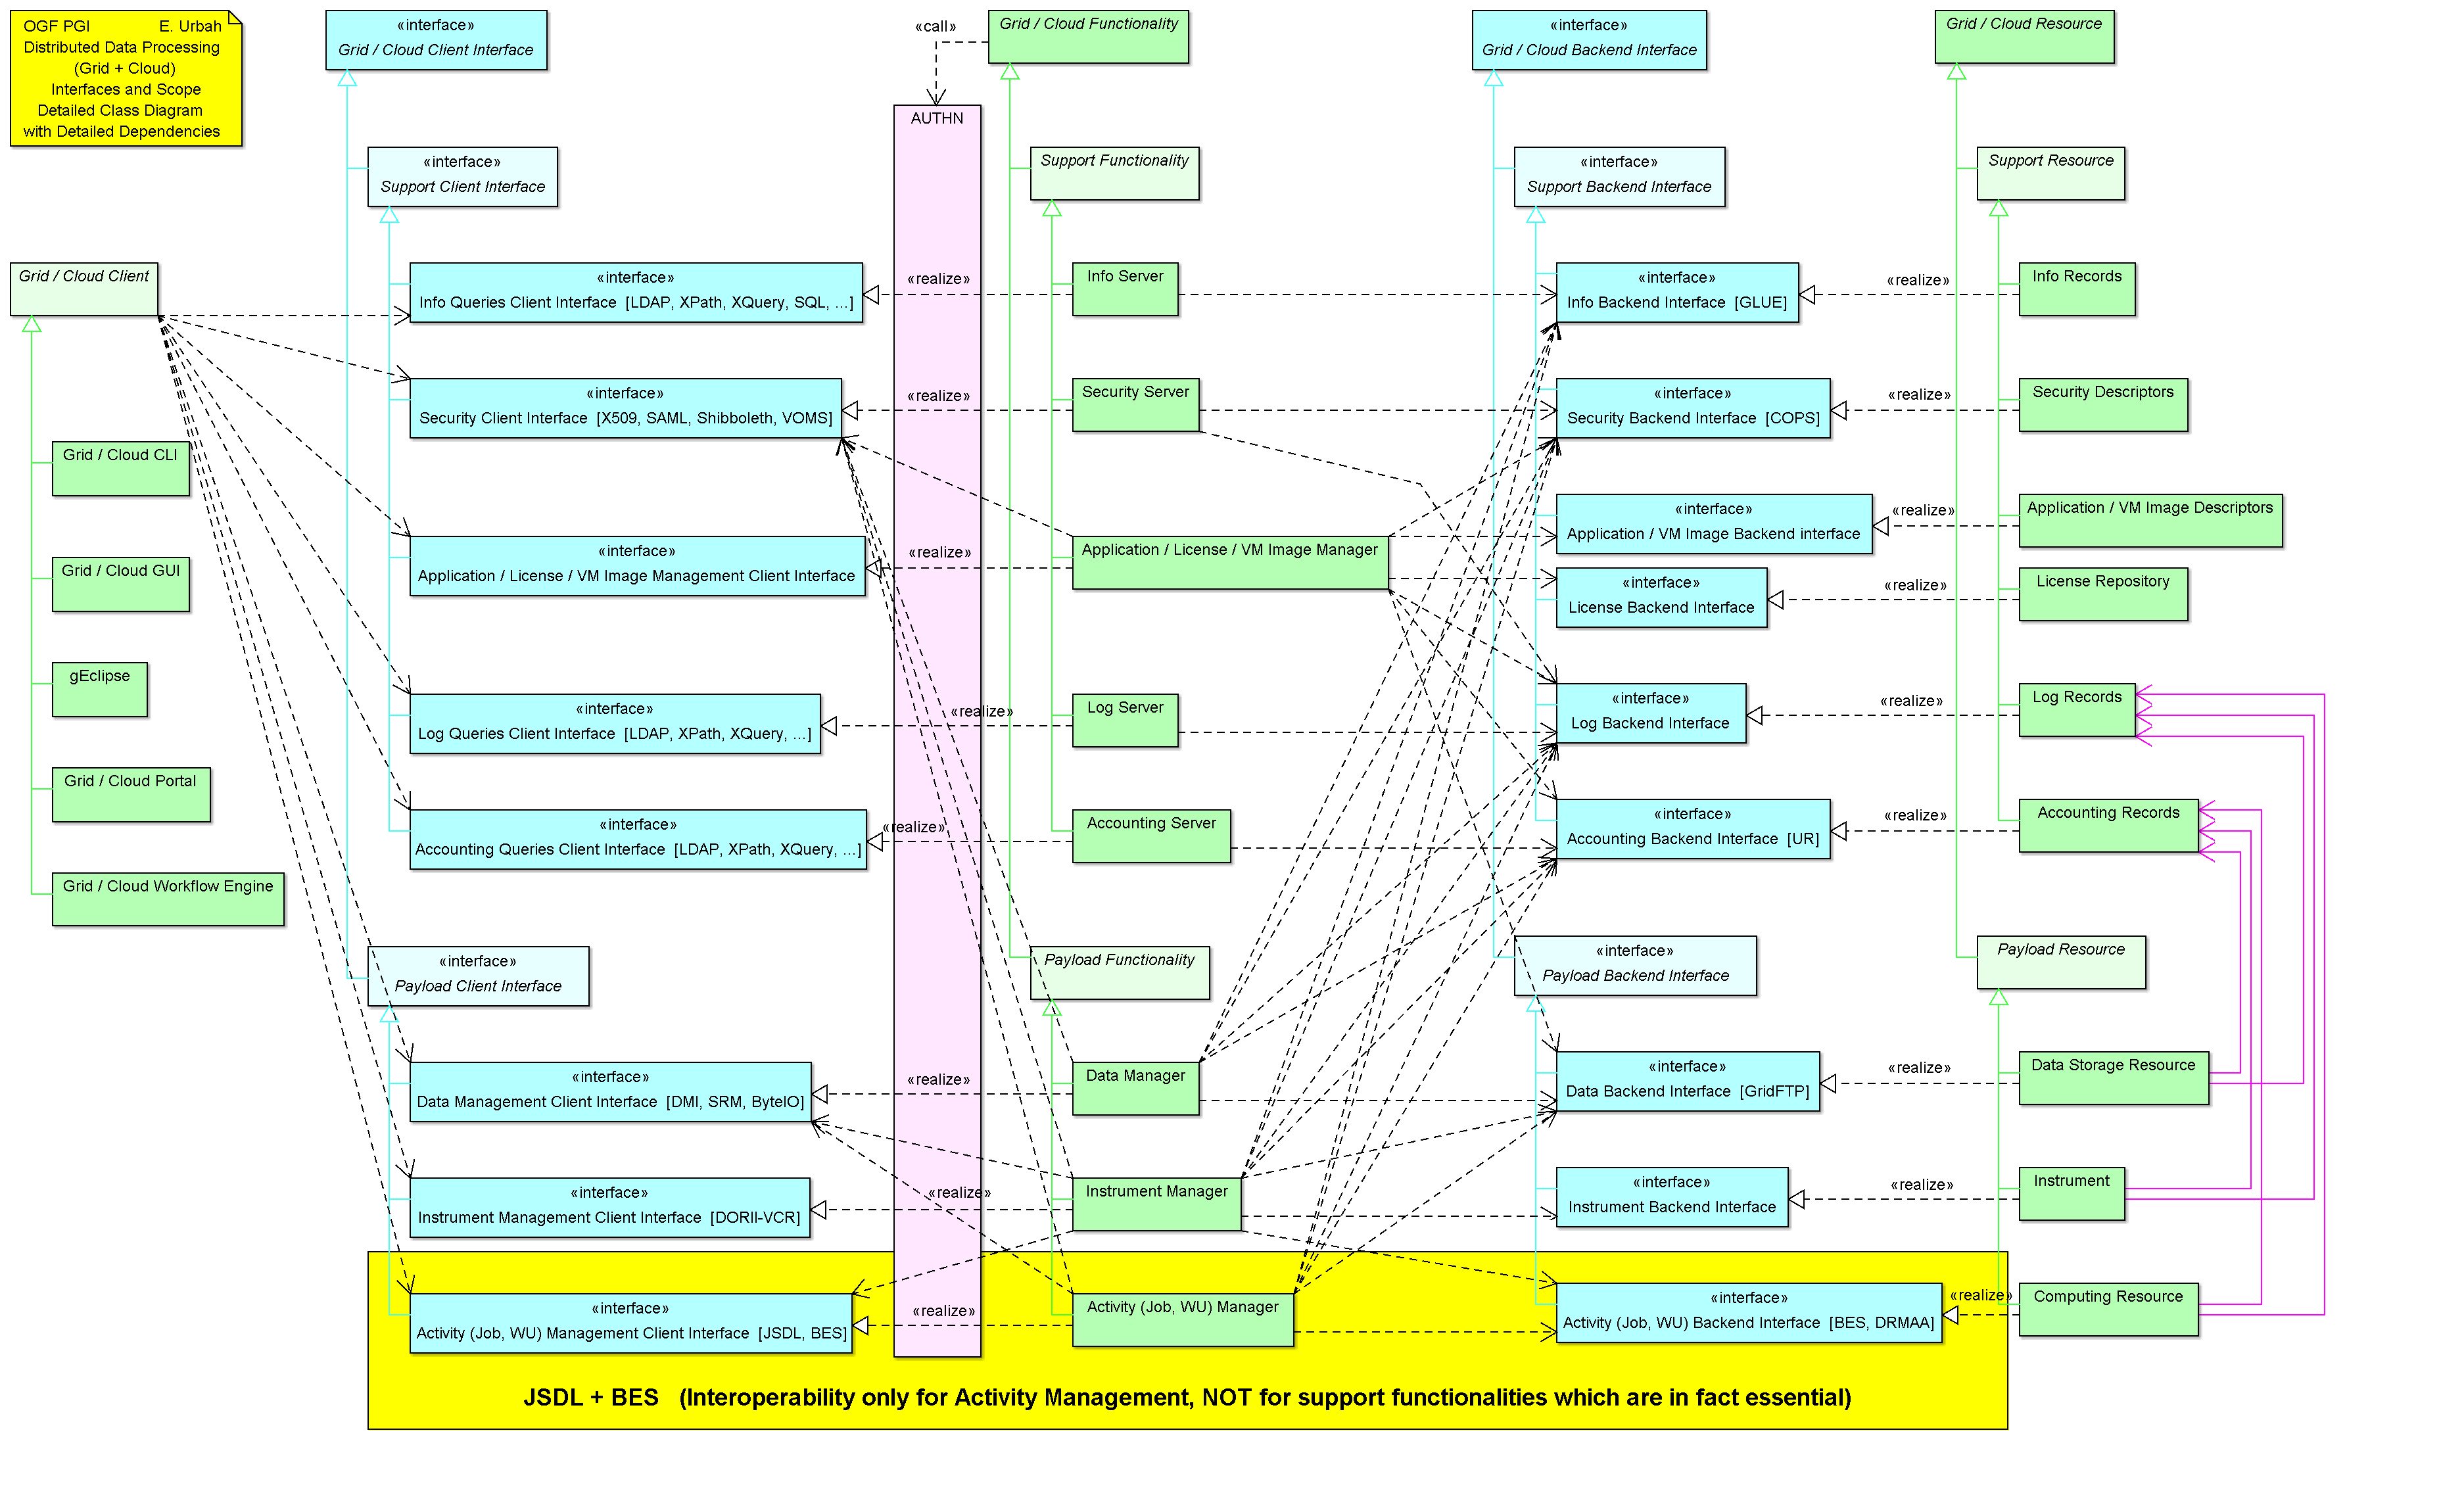 OGF PGI E. Urbah
Distributed Data Processing
(Grid + Cloud)
Interfaces and Scope
Detailed Class Diagram
with Detailed Dependencies
«interface»
Grid / Cloud Client Interface
«call»
Grid / Cloud Functionality
«interface»
Grid / Cloud Backend Interface
Grid / Cloud Resource
AUTHN
«interface»
Support Client Interface
Support Functionality
«interface»
Support Backend Interface
Support Resource
Grid / Cloud Client
«interface»
Info Queries Client Interface [LDAP, XPath, XQuery, SQL, ...]
«realize»
Info Server
«interface»
Info Backend Interface [GLUE]
«realize»
Info Records
«interface»
Security Client Interface [X509, SAML, Shibboleth, VOMS]
«realize»
Security Server
«interface»
Security Backend Interface [COPS]
«realize»
Security Descriptors
Grid / Cloud CLI
«interface»
Application / License / VM Image Management Client Interface
«realize»
Application / License / VM Image Manager
«interface»
Application / VM Image Backend interface
«realize»
Application / VM Image Descriptors
Grid / Cloud GUI
«interface»
License Backend Interface
«realize»
License Repository
gEclipse
«interface»
Log Queries Client Interface [LDAP, XPath, XQuery, ...]
«realize»
Log Server
«interface»
Log Backend Interface
«realize»
Log Records
Grid / Cloud Portal
«interface»
Accounting Queries Client Interface [LDAP, XPath, XQuery, ...]
«realize»
Accounting Server
«interface»
Accounting Backend Interface [UR]
«realize»
Accounting Records
Grid / Cloud Workflow Engine
«interface»
Payload Client Interface
Payload Functionality
«interface»
Payload Backend Interface
Payload Resource
«interface»
Data Management Client Interface [DMI, SRM, ByteIO]
«realize»
Data Manager
«interface»
Data Backend Interface [GridFTP]
«realize»
Data Storage Resource
«interface»
Instrument Management Client Interface [DORII-VCR]
«realize»
Instrument Manager
«interface»
Instrument Backend Interface
«realize»
Instrument
«interface»
Activity (Job, WU) Management Client Interface [JSDL, BES]
«realize»
Activity (Job, WU) Manager
«interface»
Activity (Job, WU) Backend Interface [BES, DRMAA]
«realize»
Computing Resource
JSDL + BES (Interoperability only for Activity Management, NOT for support functionalities which are in fact essential)